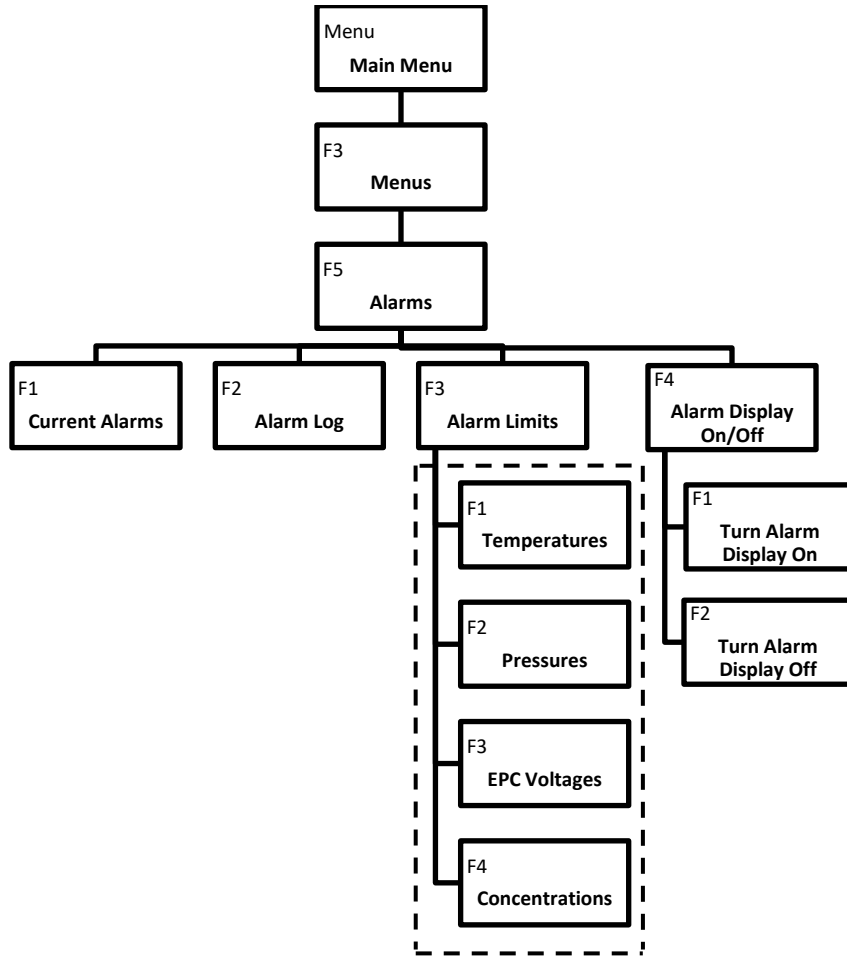 Menu
Main Menu
F3
Menus
F5
Alarms
F1
Current Alarms
F2
Alarm Log
F3
Alarm Limits
F4
Alarm Display
On/Off
F1
Temperatures
F2
Pressures
F3
EPC Voltages
F4
Concentrations
F1
Turn Alarm
Display On
F2
Turn Alarm
Display Off